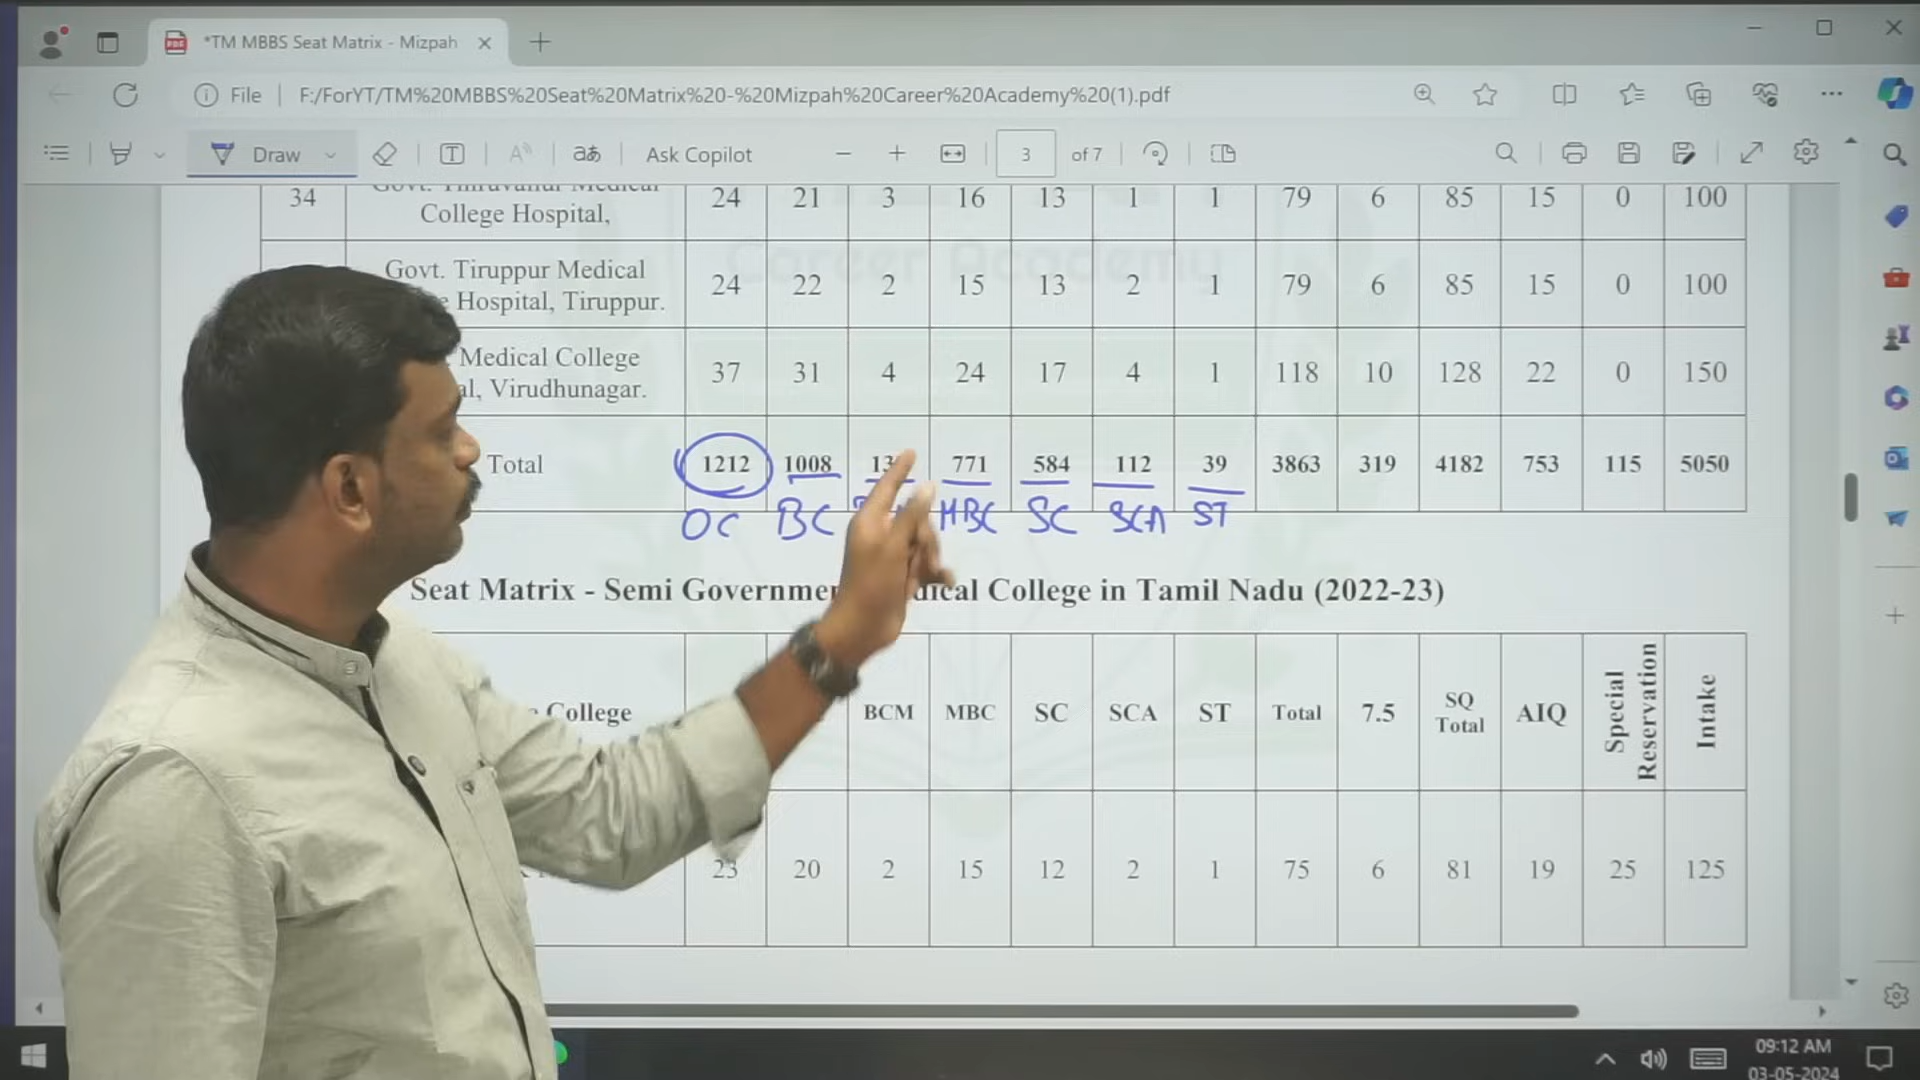 *TM MBBS Seat Matrix - Mizpah
File F:/ForYT/TM%20MBBS%20Seat%20Matrix%20-%20Mizpah%20Career%20Academy%20(1).pdf
Draw T aあ Ask Copilot 3 of 7
34 Medical College Hospital, 24 21 3 16 13 1 1 79 6 85 15 0 100
Govt. Tiruppur Medical Hospital, Tiruppur. 24 22 2 15 13 2 1 79 6 85 15 0 100
Medical College Virudhunagar. 37 31 4 24 17 4 1 118 10 128 22 0 150
Total 1212 1008 771 584 112 39 3863 319 4182 753 115 5050
OC BC MBC SC SCA ST
Career Academy
Seat Matrix - Semi College in Tamil Nadu (2022-23)
College BCM MBC SC SCA ST Total 7.5 SQ Total AIQ Special Reservation Intake
23 20 2 15 12 2 1 75 6 81 19 25 125
09:12 AM
03-05-2024